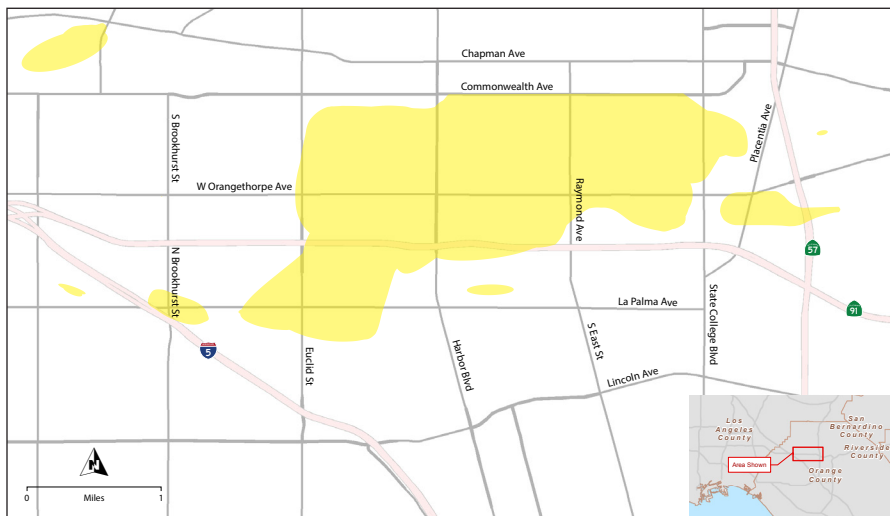 Chapman Ave
Commonwealth Ave
S Brookhurst St
Placentia Ave
W Orangethorpe Ave
Raymond Ave
57
N Brookhurst St
La Palma Ave
State College Blvd
91
5
Euclid St
Harbor Blvd
S East St
Lincoln Ave
N
0
1
Miles
Los
Angeles
County
San
Bernardino
County
Riverside
County
Area Shown
Orange
County